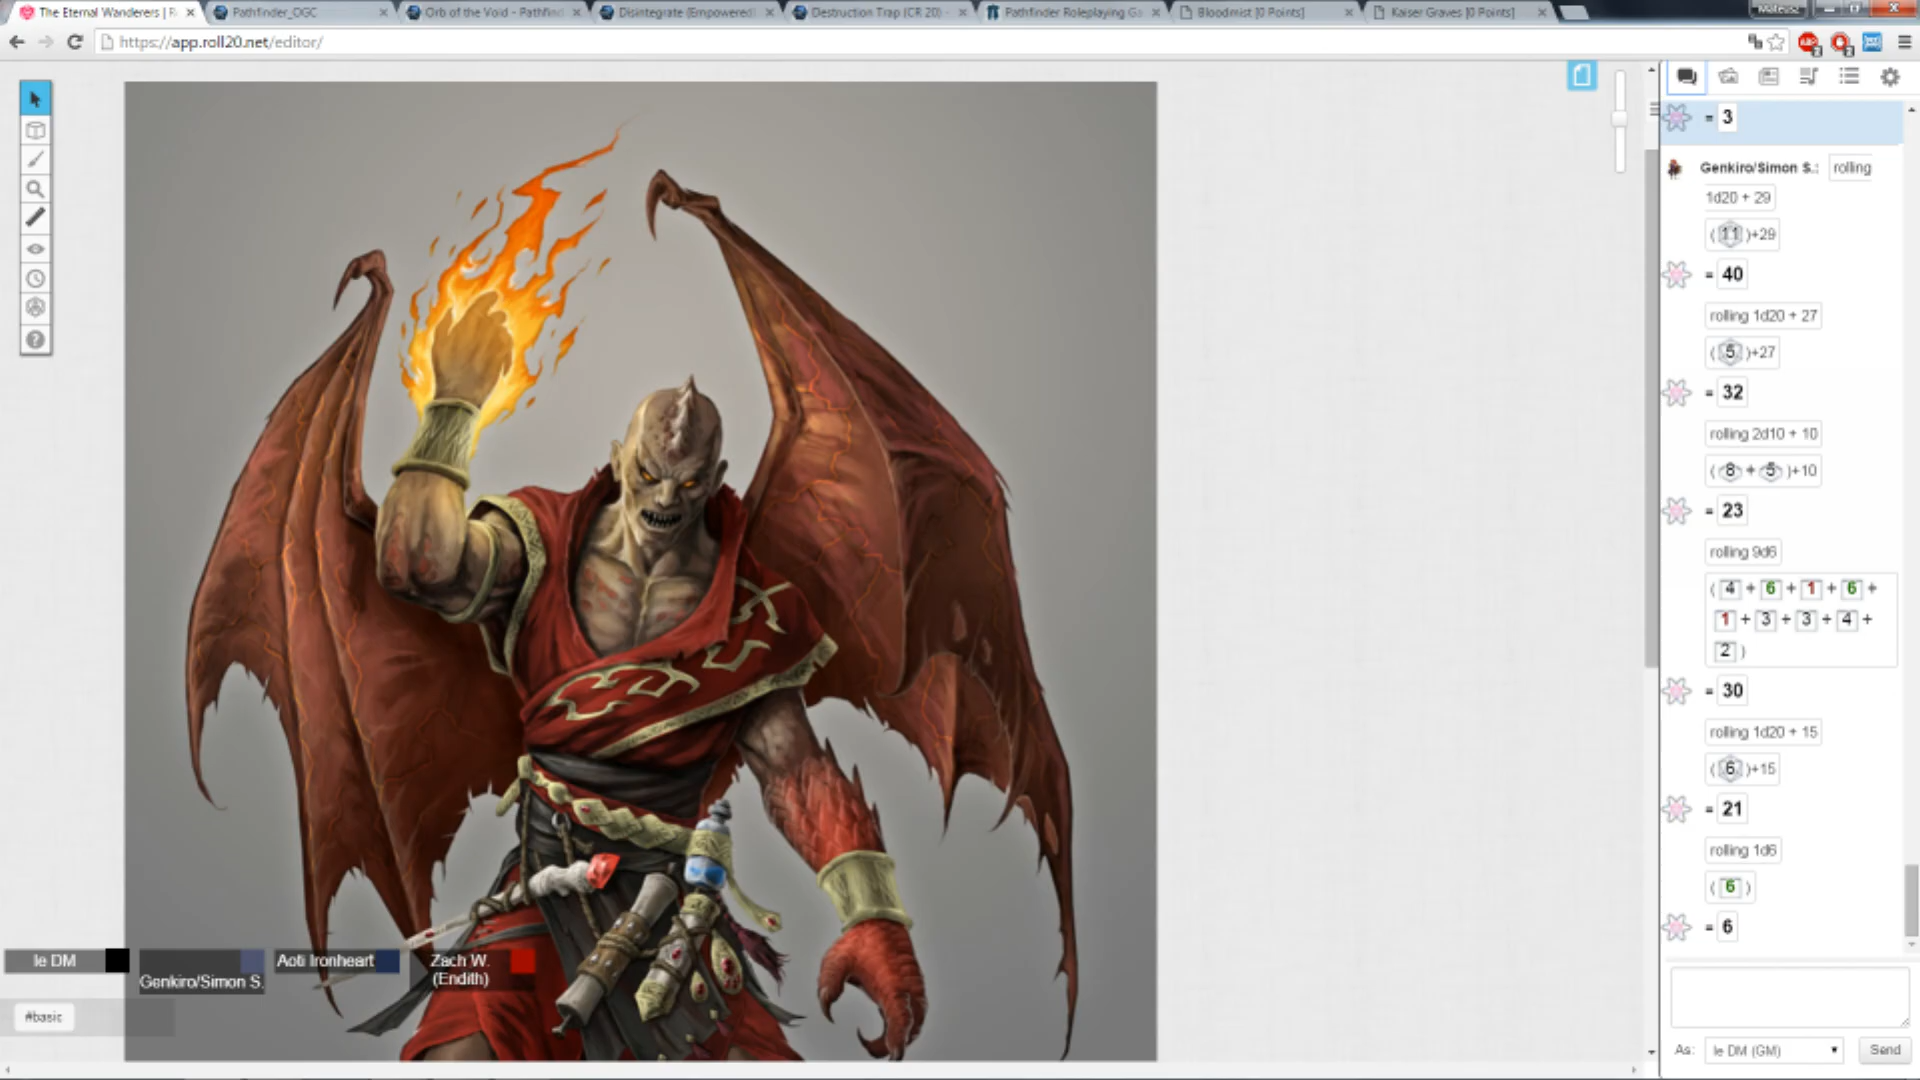 The Eternal Wanderers | R
Pathfinder_OGC
Orb of the Void - Pathfind
Disintegrate (Empowered)
Destruction Trap (CR 20) -
Pathfinder Roleplaying Ga
Bloodmist [0 Points]
Kaiser Graves [0 Points]
Mateusz
https://app.roll20.net/editor/
= 3
Genkiro/Simon S.: rolling
1d20 + 29
(11)+29
= 40
rolling 1d20 + 27
(5)+27
= 32
rolling 2d10 + 10
(8+5)+10
= 23
rolling 9d6
(4+6+1+6+
1+3+3+4+
2)
= 30
rolling 1d20 + 15
(6)+15
= 21
rolling 1d6
(6)
= 6
le DM
Genkiro/Simon S.
Aoti Ironheart
Zach W.
(Endith)
#basic
As: le DM (GM) Send